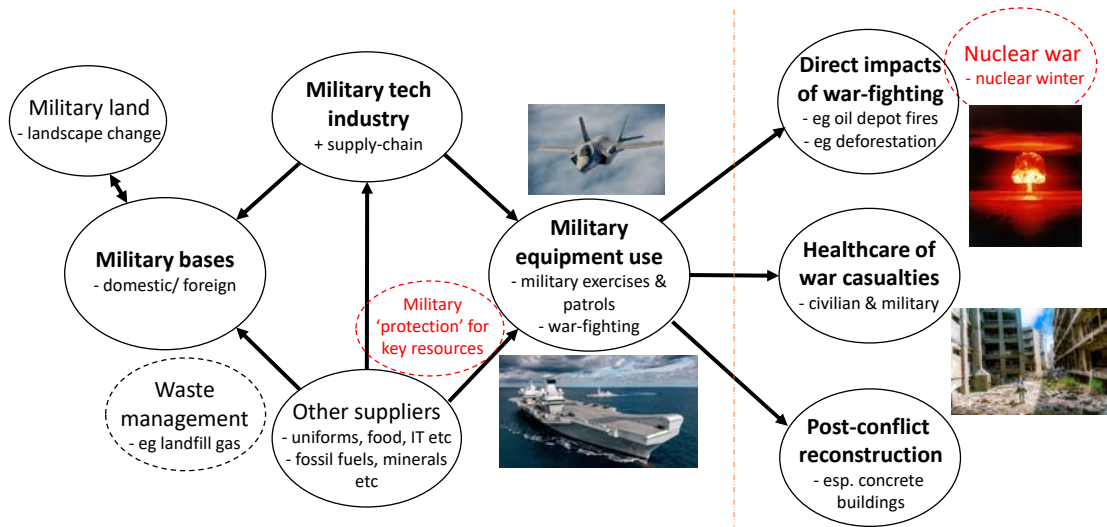 Military land
- landscape change
Military tech
industry
+ supply-chain
Direct impacts
of war-fighting
- eg oil depot fires
- eg deforestation
Nuclear war
- nuclear winter
Military bases
- domestic/ foreign
Military
equipment use
- military exercises &
patrols
- war-fighting
Healthcare of
war casualties
- civilian & military
Military
‘protection’ for
key resources
Waste
management
- eg landfill gas
Other suppliers
- uniforms, food, IT etc
- fossil fuels, minerals
etc
Post-conflict
reconstruction
- esp. concrete
buildings